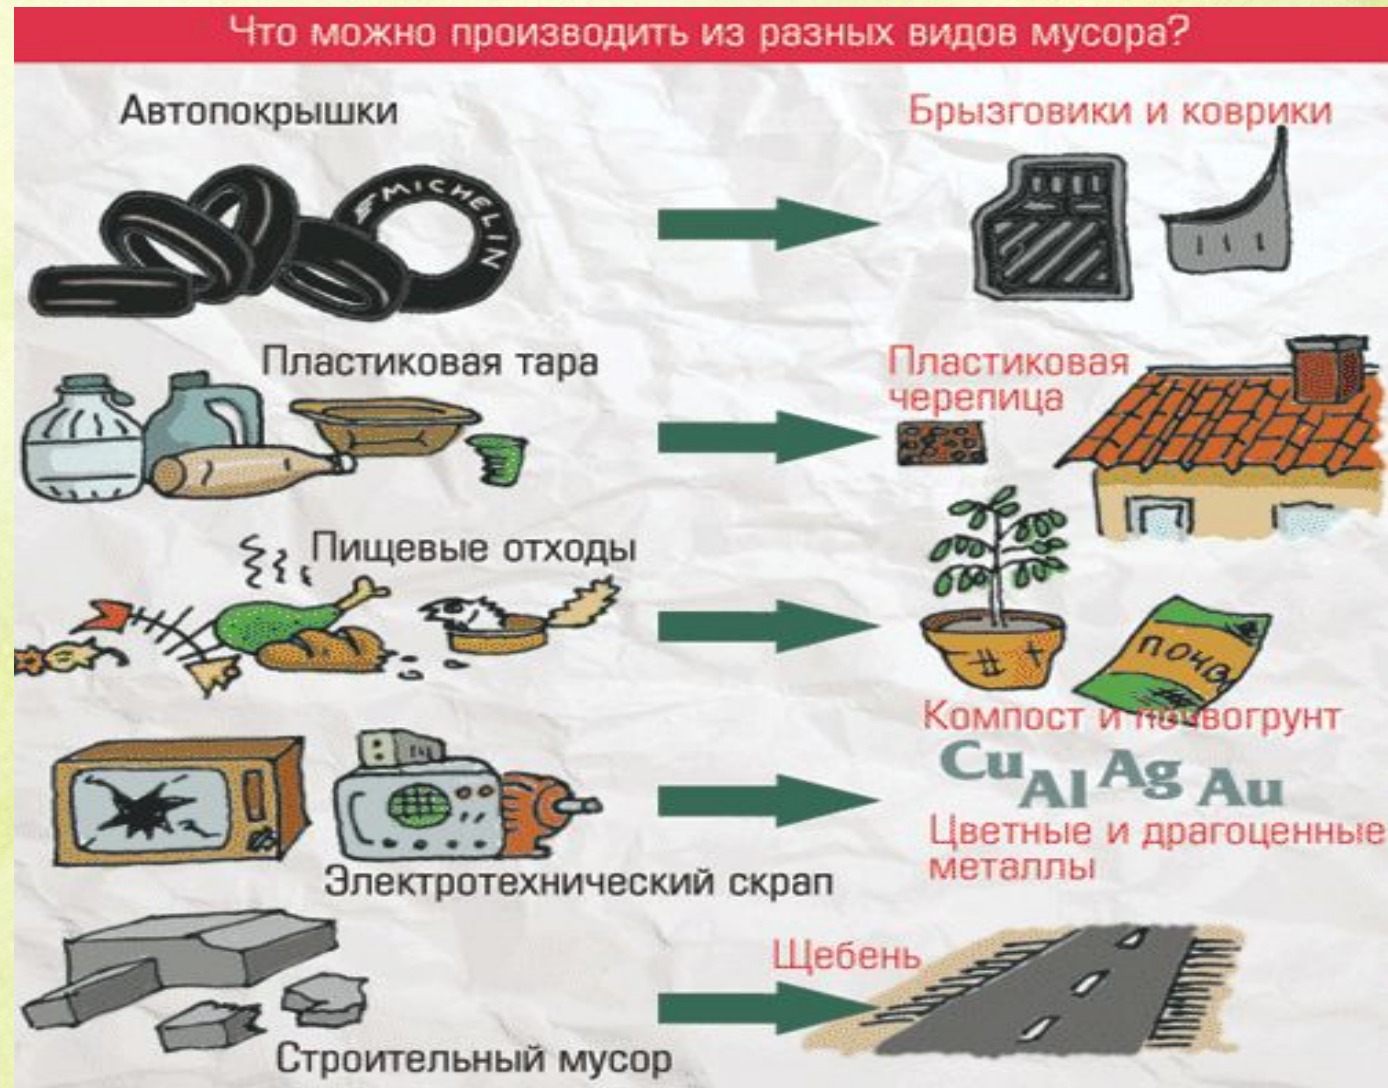 Что можно производить из разных видов мусора?
Автопокрышки
Брызговики и коврики
MICHELIN
Пластиковая тара
Пластиковая
черепица
Пищевые отходы
ПОЧВ
Компост и почвогрунт
Cu Al Ag Au
Цветные и драгоценные
металлы
Электротехнический скрап
Щебень
Строительный мусор